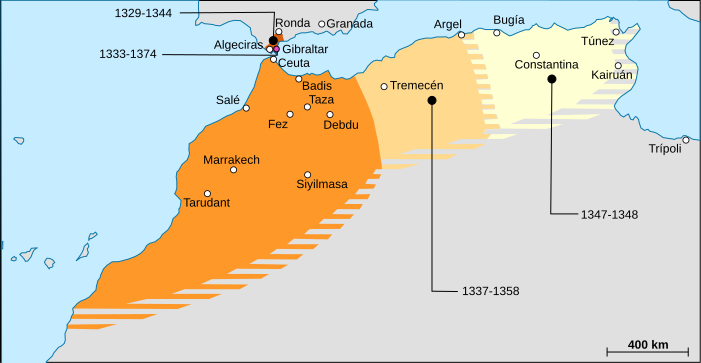 1329-1344
Ronda
Granada
Algeciras
Gibraltar
1333-1374
Ceuta
Argel
Bugía
Túnez
Constantina
Kairuán
Badis
Tremecén
Salé
Taza
Fez
Debdu
Trípoli
Marrakech
Siyilmasa
Tarudant
1347-1348
1337-1358
400 km